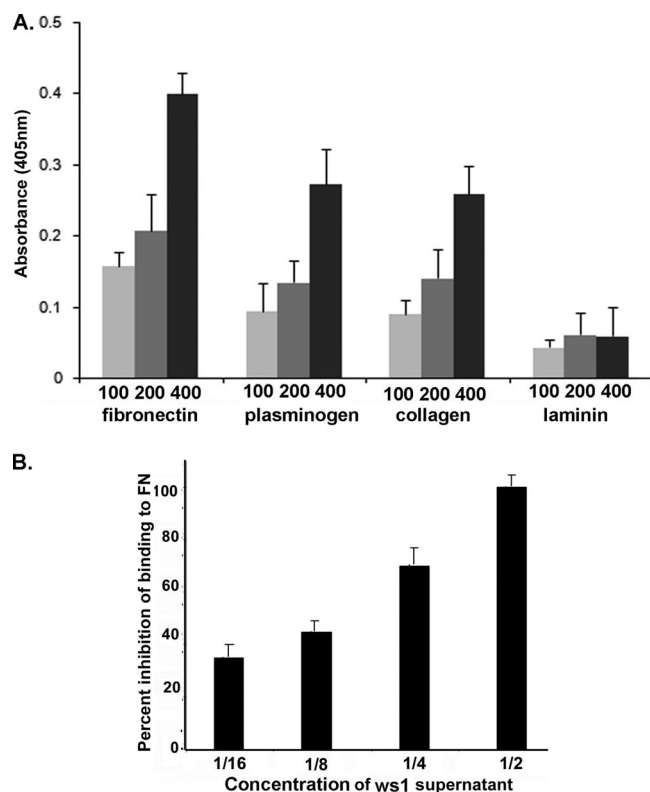 A.
Absorbance (405nm)
0.5
0.4
0.3
0.2
0.1
0
100 200 400 100 200 400 100 200 400 100 200 400
fibronectin plasminogen collagen laminin
B.
Percent inhibition of binding to FN
100
80
60
40
20
0
1/16 1/8 1/4 1/2
Concentration of ws1 supernatant